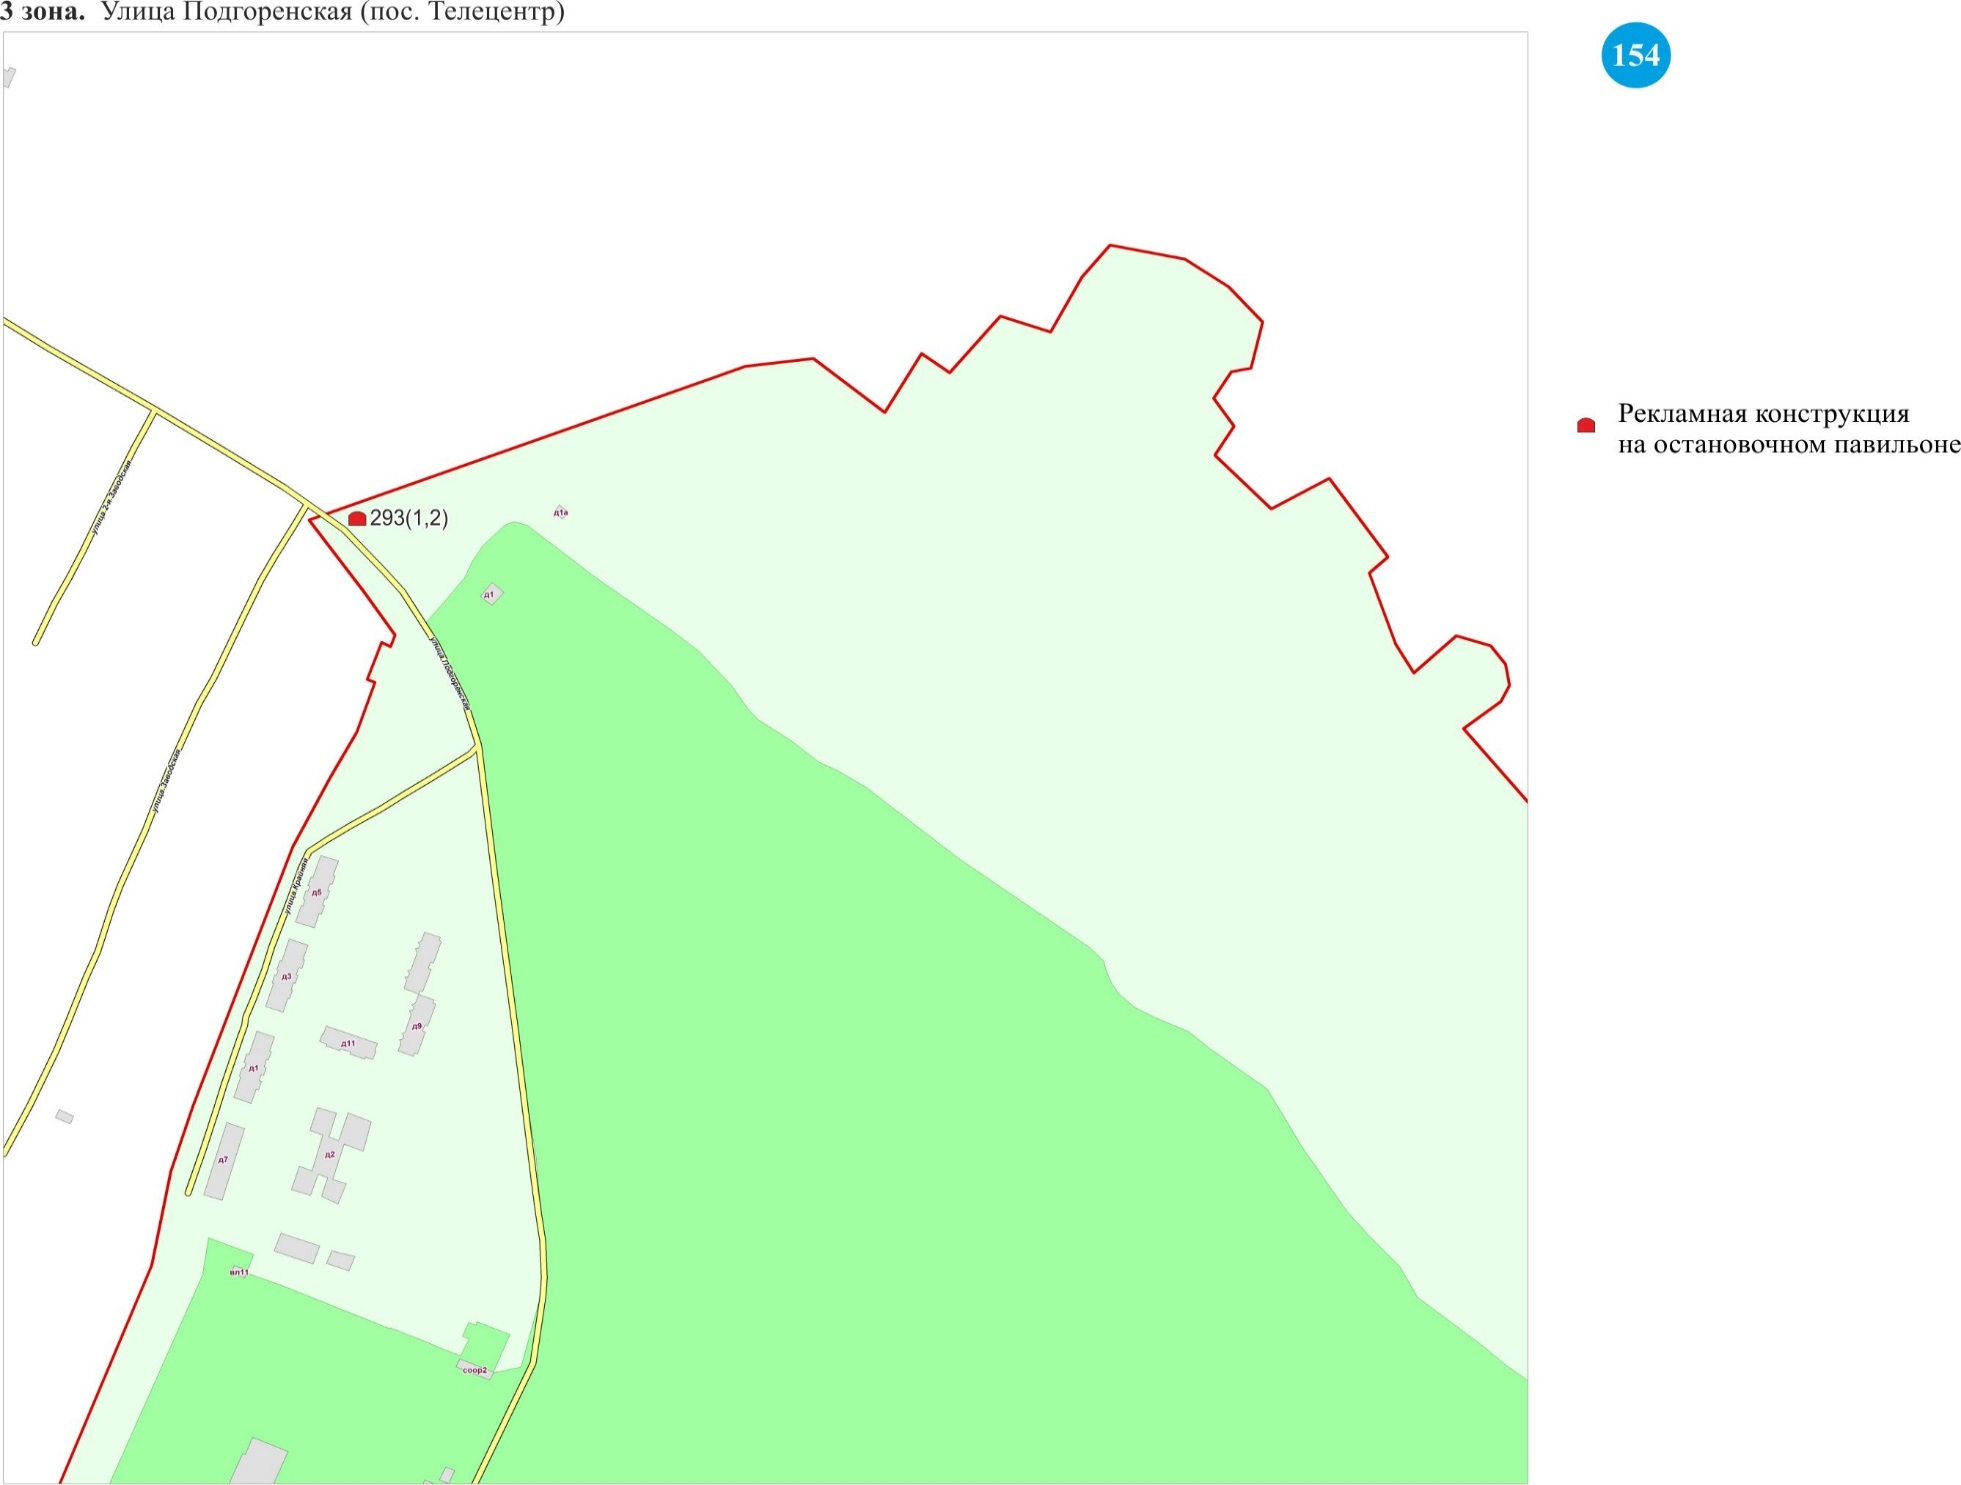 3 зона. Улица Подгоренская (пос. Телецентр)
154
Рекламная конструкция
на остановочном павильоне
293(1,2)
д1а
д1
улица 2-я Заводская
улица Подгоренская
улица Заводская
улица Крайняя
д5
д3
д9
д11
д1
д2
д7
вл11
соор2